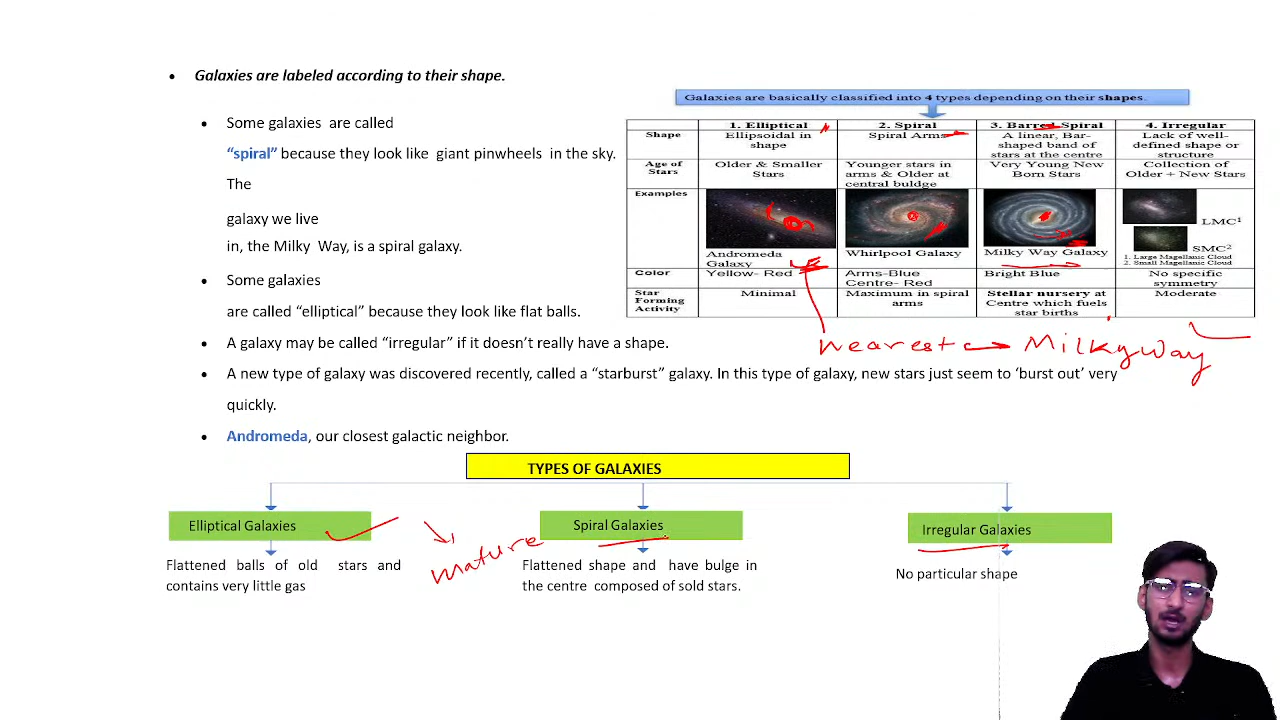 Galaxies are labeled according to their shape.
Some galaxies are called
“spiral” because they look like giant pinwheels in the sky.
The
galaxy we live
in, the Milky Way, is a spiral galaxy.
Some galaxies
are called “elliptical” because they look like flat balls.
A galaxy may be called “irregular” if it doesn’t really have a shape.
A new type of galaxy was discovered recently, called a “starburst” galaxy. In this type of galaxy, new stars just seem to ‘burst out’ very
quickly.
Andromeda, our closest galactic neighbor.
Galaxies are basically classified into 4 types depending on their shapes.
1. Elliptical 2. Spiral 3. Barred Spiral 4. Irregular
Shape
Ellipsoidal in
shape
Spiral Arms
A linear, Bar-
shaped band of
stars at the centre
Lack of well-
defined shape or
structure
Age of
Stars
Older & Smaller
Stars
Younger stars in
arms & Older at
central buldge
Very Young New
Born Stars
Collection of
Older + New Stars
Examples
Andromeda
Galaxy
Whirlpool Galaxy
Milky Way Galaxy
LMC1
SMC2
1. Large Magellanic Cloud
2. Small Magellanic Cloud
Color
Yellow- Red
Arms-Blue
Centre- Red
Bright Blue
No specific
symmetry
Star
Forming
Activity
Minimal
Maximum in spiral
arms
Stellar nursery at
Centre which fuels
star births
Moderate
nearest Milky Way
TYPES OF GALAXIES
Elliptical Galaxies
Flattened balls of old stars and
contains very little gas
mature
Spiral Galaxies
Flattened shape and have bulge in
the centre composed of sold stars.
Irregular Galaxies
No particular shape